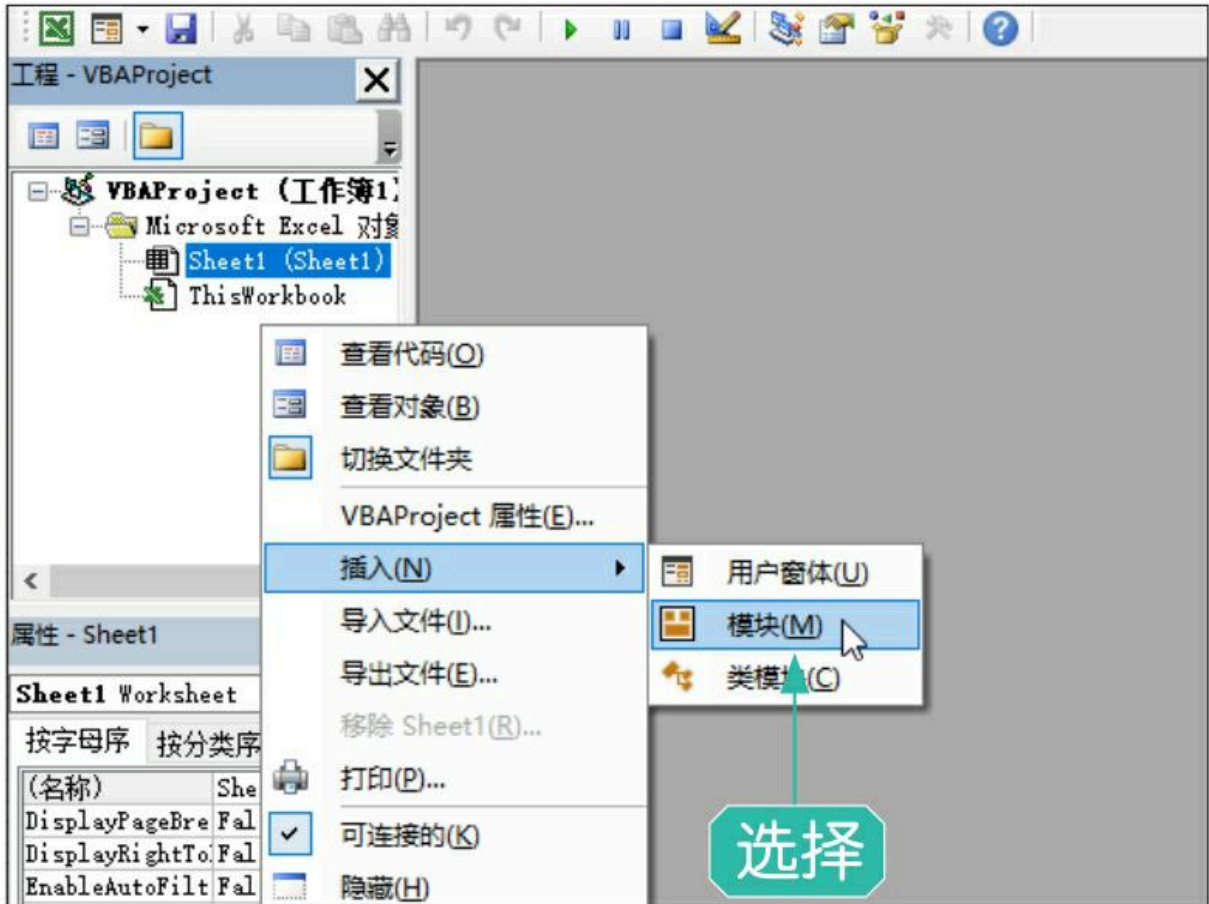 工程 - VBAProject
VBAProject (工作簿1)
Microsoft Excel 对象
Sheet1 (Sheet1)
ThisWorkbook
查看代码(O)
查看对象(B)
切换文件夹
VBAProject 属性(E)...
插入(N)
用户窗体(U)
导入文件(I)...
模块(M)
属性 - Sheet1
导出文件(E)...
类模块(C)
Sheet1 Worksheet
移除 Sheet1(R)...
按字母序 按分类序
打印(P)...
(名称) She
DisplayPageBre Fal
可连接的(K)
选择
DisplayRightTo Fal
EnableAutoFilt Fal
隐藏(H)